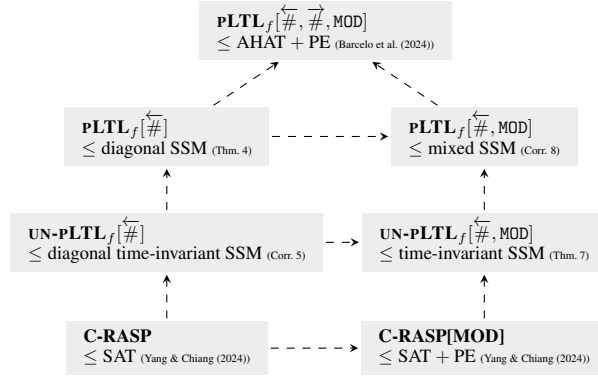 pLTL_f[#⃖, #⃗, MOD]
≤ AHAT + PE (Barcelo et al. (2024))
pLTL_f[#⃖]
≤ diagonal SSM (Thm. 4)
pLTL_f[#⃖, MOD]
≤ mixed SSM (Corr. 8)
UN-pLTL_f[#⃖]
≤ diagonal time-invariant SSM (Corr. 5)
UN-pLTL_f[#⃖, MOD]
≤ time-invariant SSM (Thm. 7)
C-RASP
≤ SAT (Yang & Chiang (2024))
C-RASP[MOD]
≤ SAT + PE (Yang & Chiang (2024))